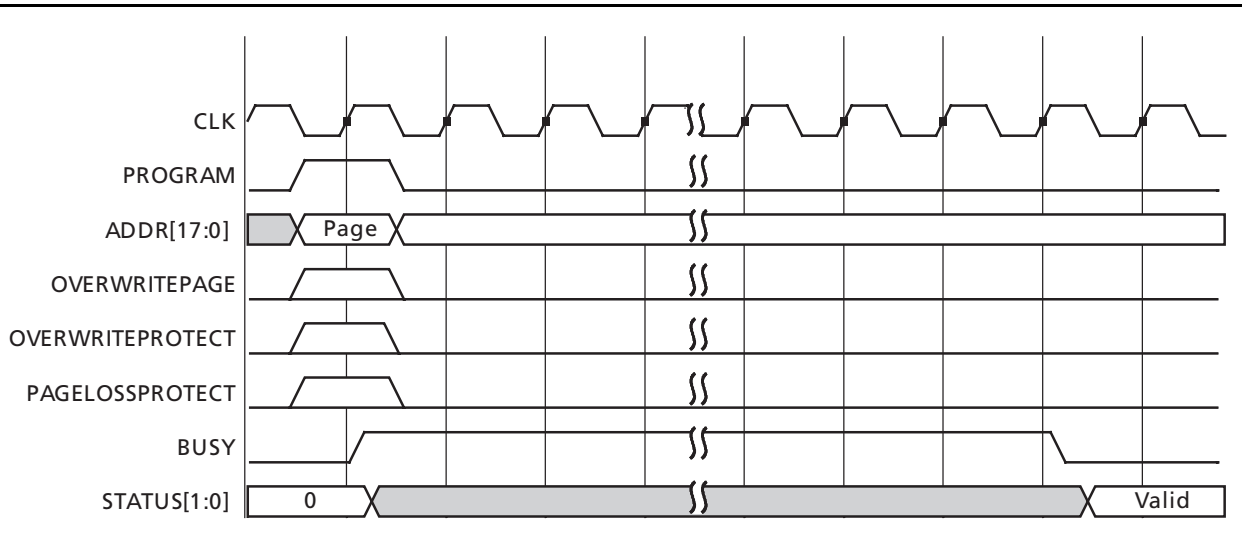 CLK
PROGRAM
ADDR[17:0] Page
OVERWRITEPAGE
OVERWRITEPROTECT
PAGELOSSPROTECT
BUSY
STATUS[1:0] 0 Valid